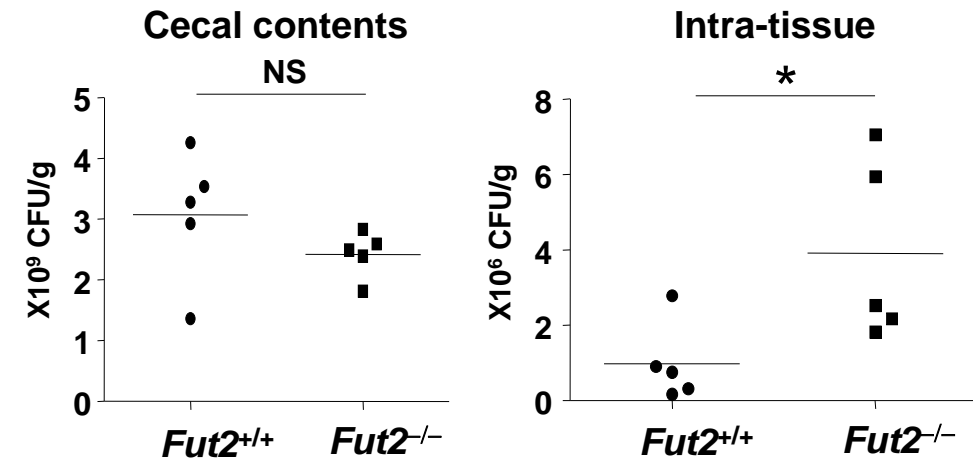 Cecal contents
NS
X10⁹ CFU/g
5
4
3
2
1
0
Fut2+/+
Fut2–/–
Intra-tissue
*
X10⁶ CFU/g
8
6
4
2
0
Fut2+/+
Fut2–/–